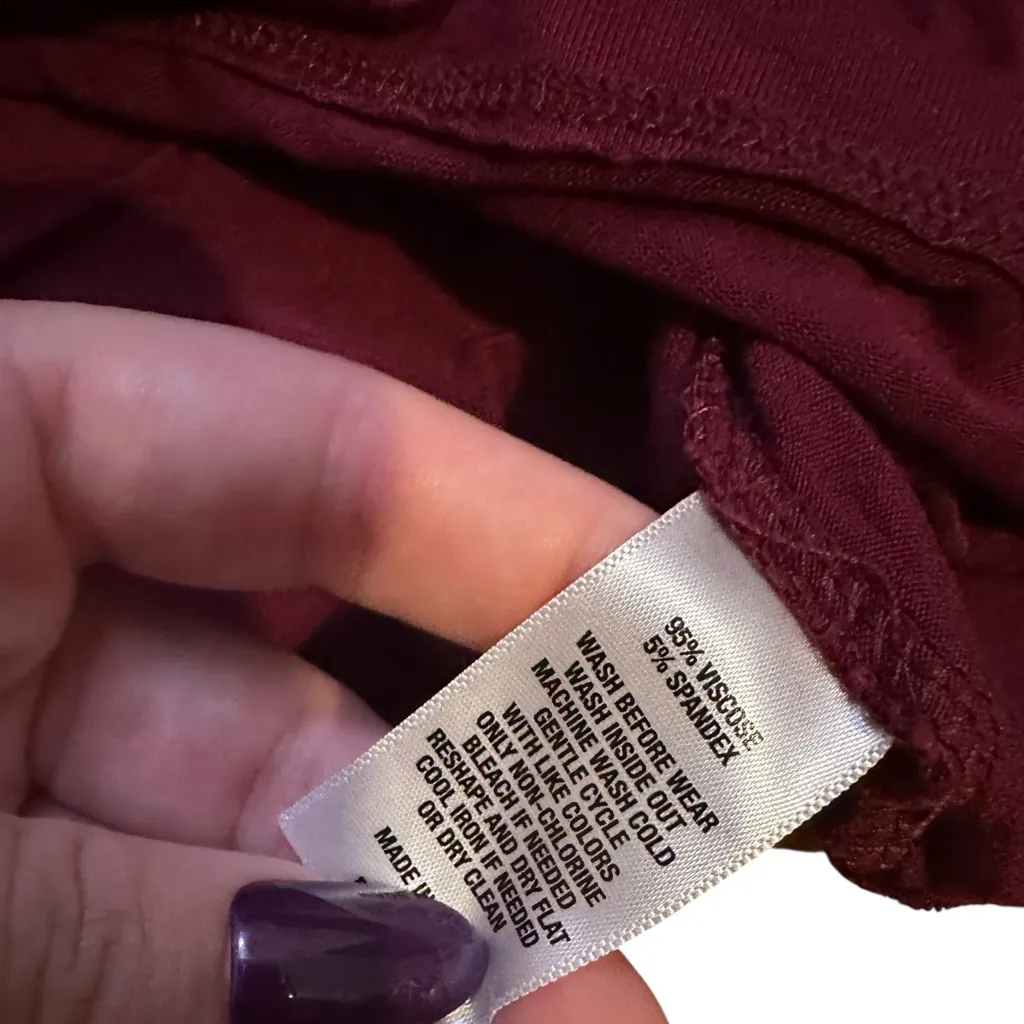 95% VISCOSE
5% SPANDEX
WASH BEFORE WEAR
WASH INSIDE OUT
MACHINE WASH COLD
GENTLE CYCLE
WITH LIKE COLORS
ONLY NON-CHLORINE
BLEACH IF NEEDED
RESHAPE AND DRY FLAT
COOL IRON IF NEEDED
OR DRY CLEAN
MADE